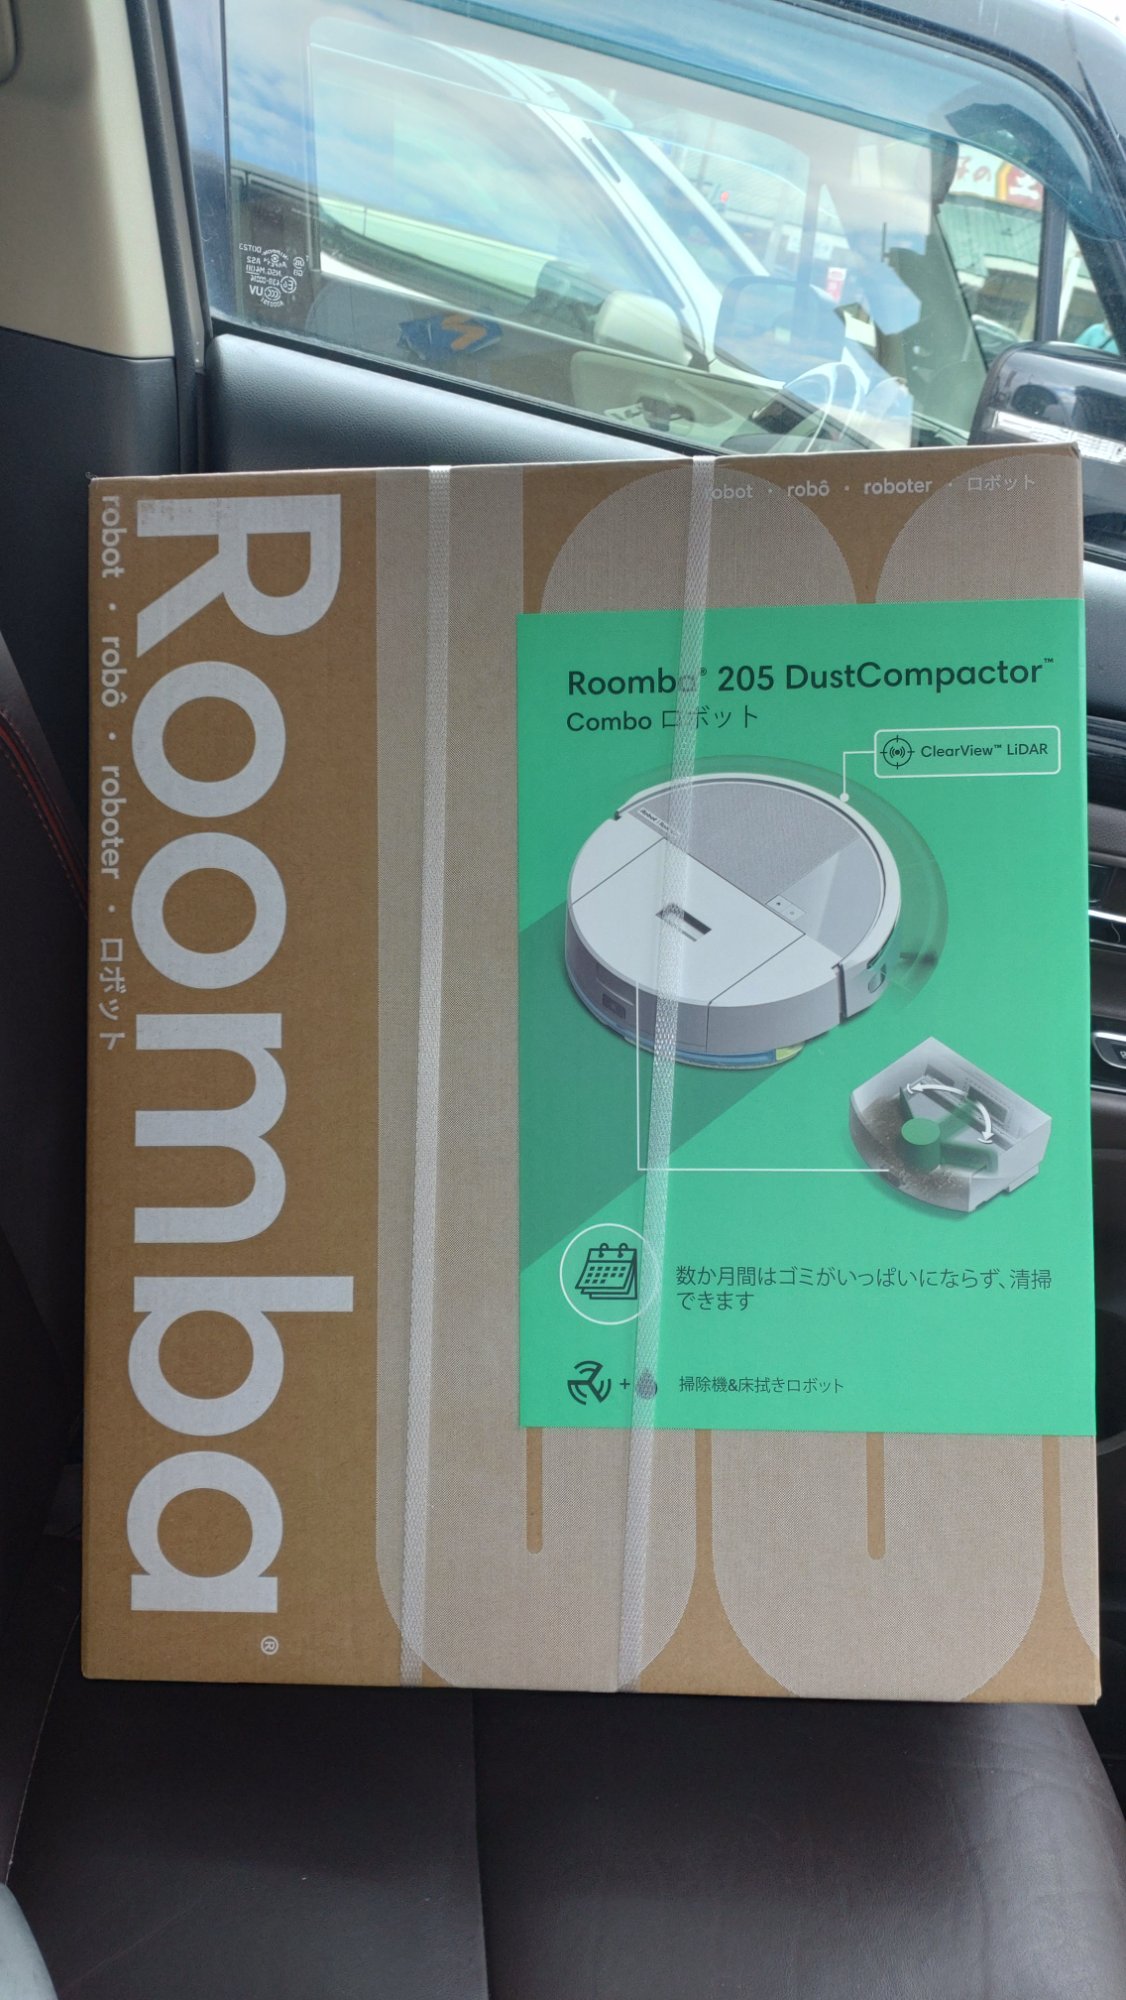 robot · robô · roboter · ロボット
Roomba®
robot · robô · roboter · ロボット
Roomba® 205 DustCompactor™
Combo ロボット
ClearView™ LiDAR
数か月間はゴミがいっぱいにならず、清掃
できます
+
掃除機&床拭きロボット